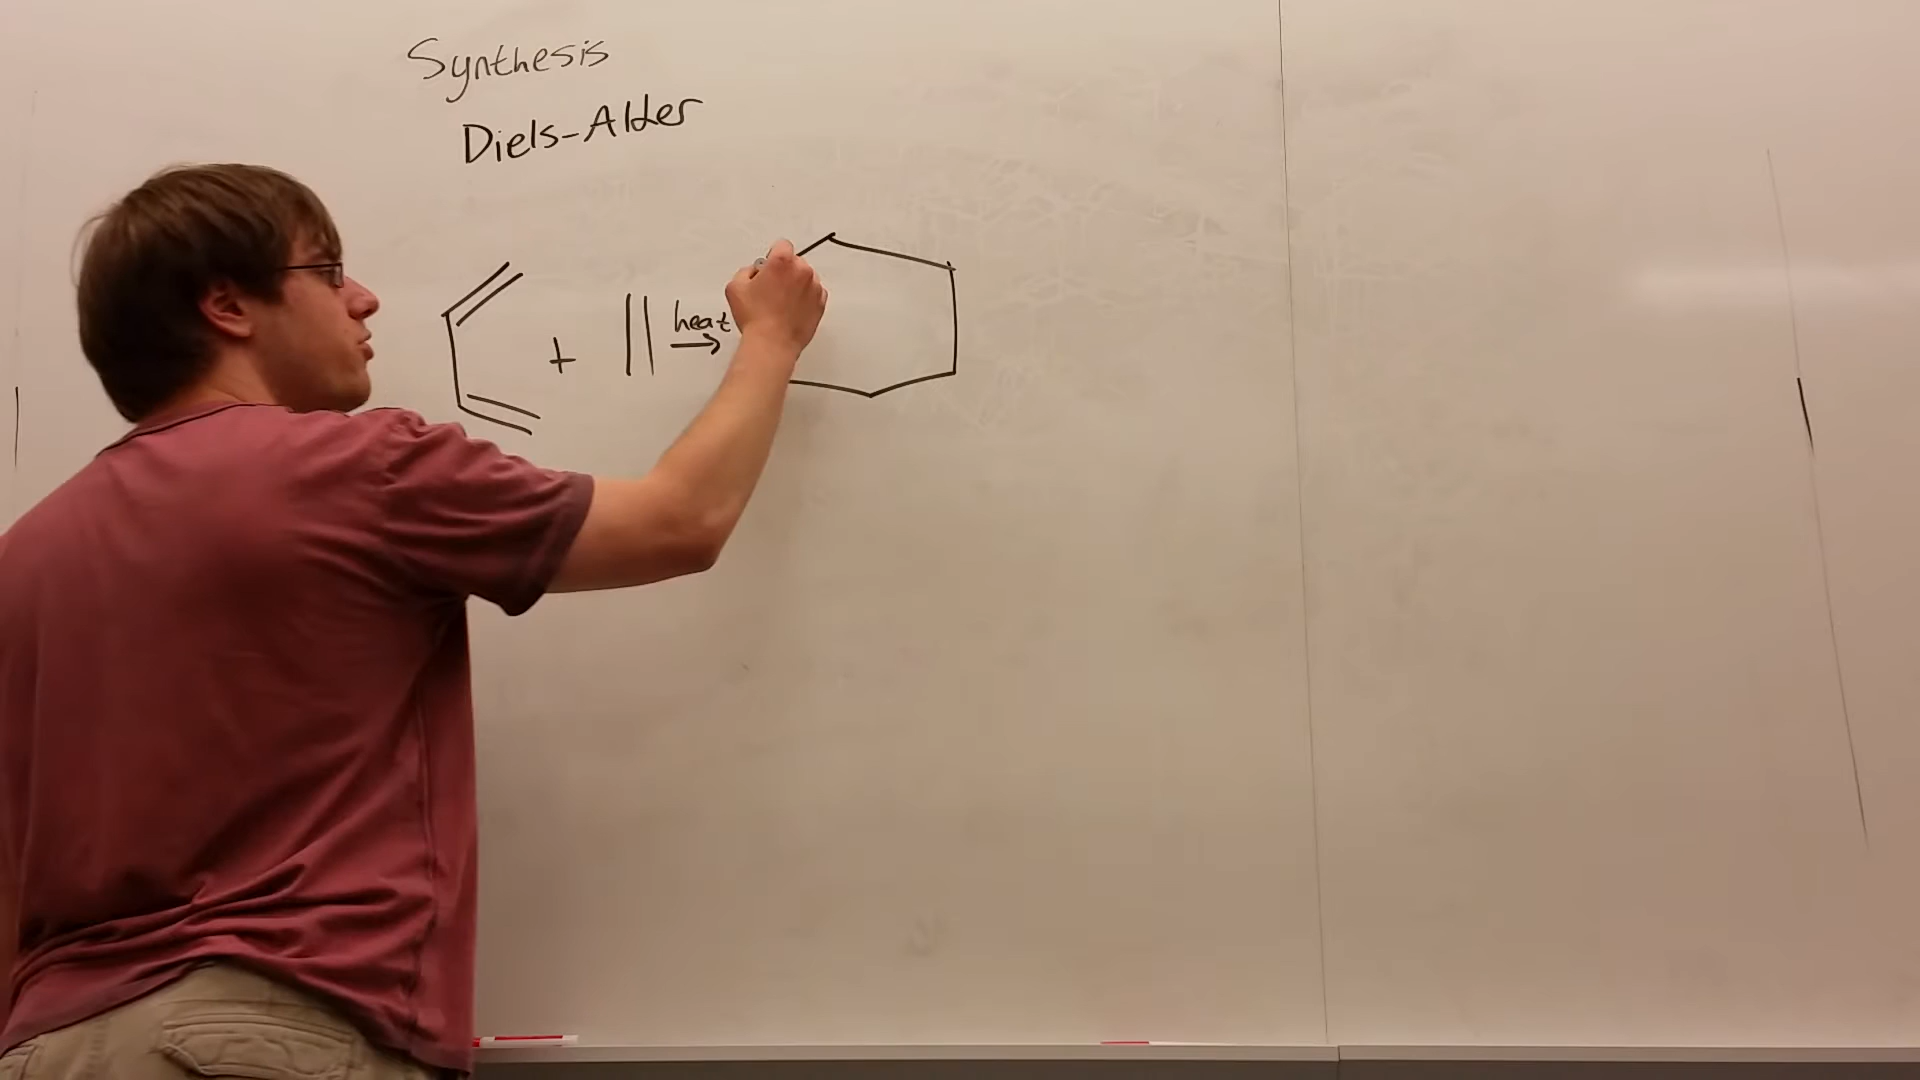 Synthesis
Diels-Alder
+ heat →